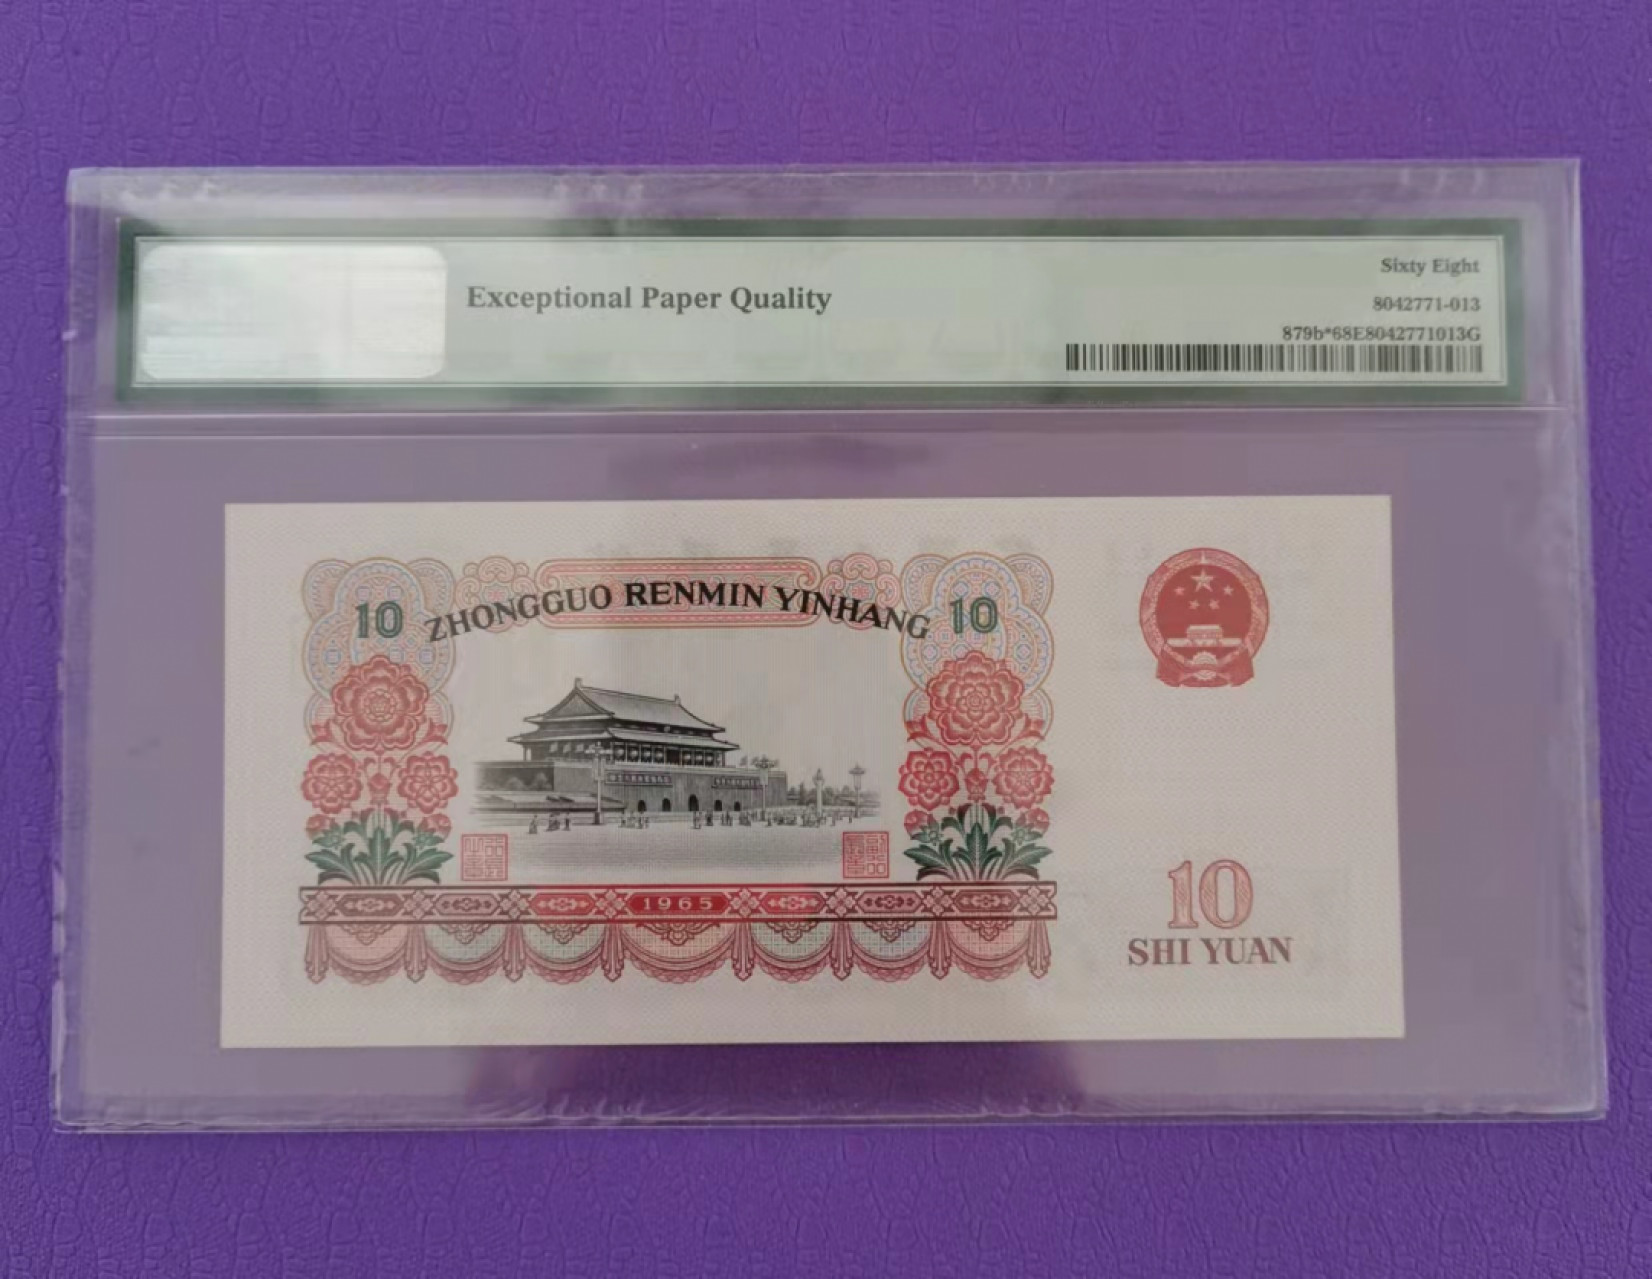 Exceptional Paper Quality
Sixty Eight
8042771-013
879b*68E8042771013G
10 ZHONGGUO RENMIN YINHANG 10
1965
10
SHI YUAN